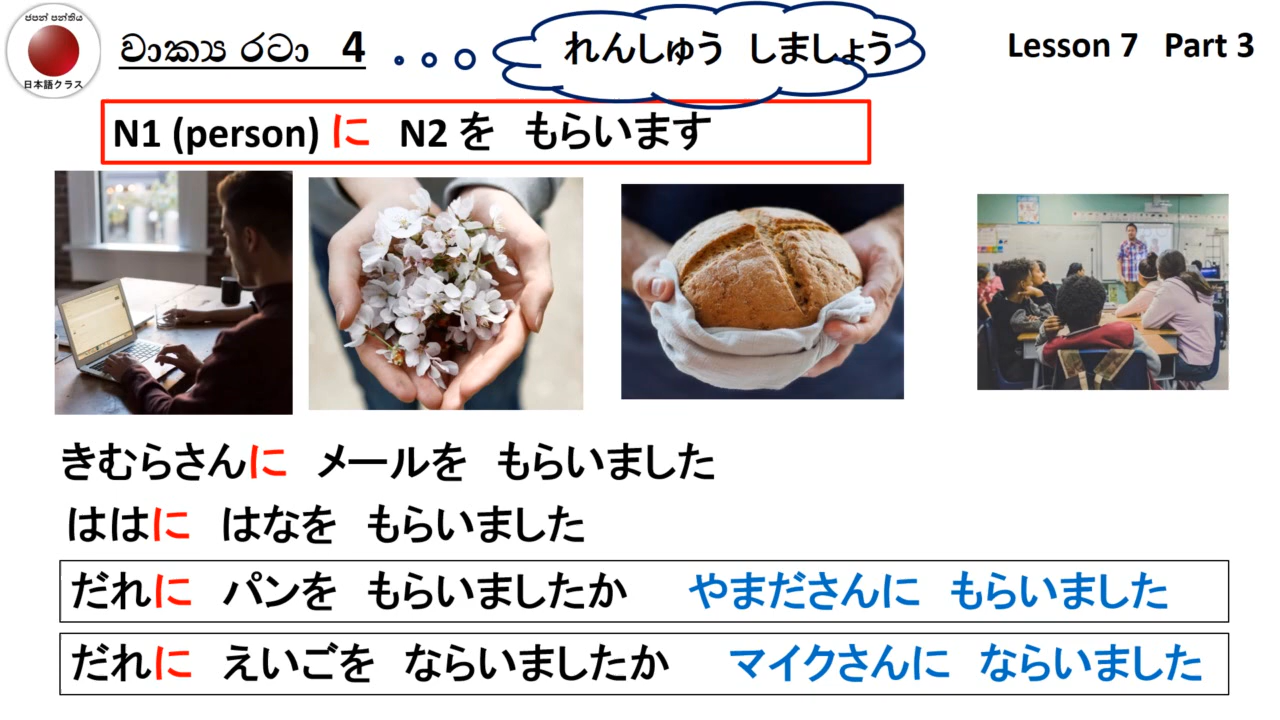 ජපන් පන්තිය
日本語クラス
වාක්‍ය රටා 4
れんしゅう しましょう
Lesson 7 Part 3
N1 (person) に N2 を もらいます
きむらさんに メールを もらいました
ははに はなを もらいました
だれに パンを もらいましたか やまださんに もらいました
だれに えいごを ならいましたか マイクさんに ならいました